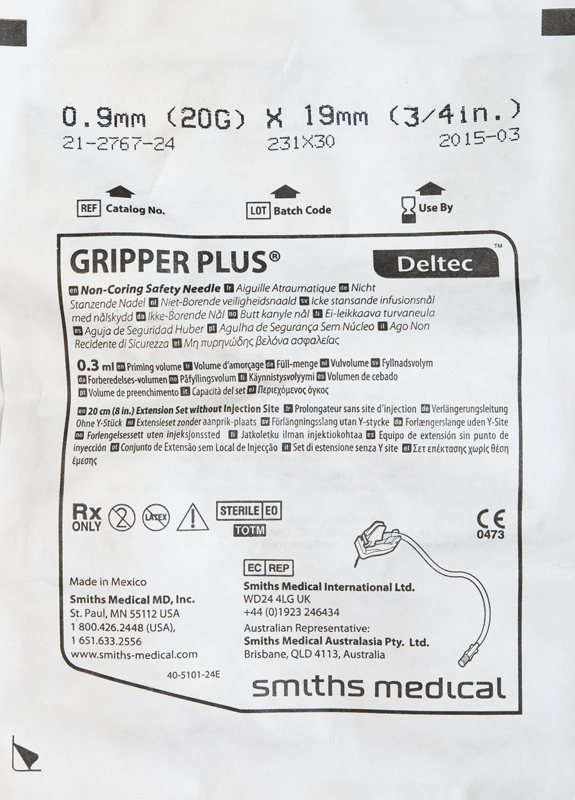 0.9mm (20G) X 19mm (3/4in.)
21-2767-24 231X30 2015-03
REF Catalog No. LOT Batch Code Use By
GRIPPER PLUS® Deltec™
en Non-Coring Safety Needle fr Aiguille Atraumatique de Nicht
Stanzende Nadel nl Niet-Borende veiligheidsnaald sv Icke stansande infusionsnål
med nålskydd da Ikke-Borende Nål no Butt kanyle nål fi Ei-leikkaava turvaneula
es Aguja de Seguridad Huber pt Agulha de Segurança Sem Núcleo it Ago Non
Recidente di Sicurezza el Μη πυρηνώδης βελόνα ασφαλείας
0.3 ml en Priming volume fr Volume d'amorçage de Füll-menge nl Vulvolume sv Fyllnadsvolym
da Forberedelses-volumen no Påfyllingsvolum fi Käynnistysvolyymi es Volumen de cebado
pt Volume de preenchimento it Capacità del set el Περιεχόμενος όγκος
en 20 cm (8 in.) Extension Set without Injection Site fr Prolongateur sans site d'injection de Verlängerungsleitung
Ohne Y-Stück nl Extensieset zonder aanprik-plaats sv Förlängningsslang utan Y-stycke da Forlængerslange uden Y-Site
no Forlengelsessett uten injeksjonssted fi Jatkoletku ilman injektiokohtaa es Equipo de extensión sin punto de
inyección pt Conjunto de Extensão sem Local de Injecção it Set di estensione senza Y site el Σετ επέκτασης χωρίς θέση
έμεσης
Rx ONLY 2 LATEX ! STERILE EO
TOTM
CE
0473
EC REP
Made in Mexico
Smiths Medical MD, Inc.
St. Paul, MN 55112 USA
1 800.426.2448 (USA),
1 651.633.2556
www.smiths-medical.com
40-5101-24E
Smiths Medical International Ltd.
WD24 4LG UK
+44 (0)1923 246434
Australian Representative:
Smiths Medical Australasia Pty. Ltd.
Brisbane, QLD 4113, Australia
smiths medical